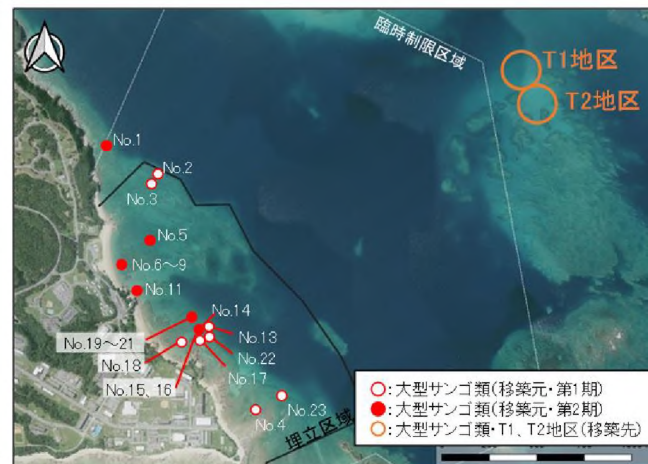 臨時制限区域
T1地区
T2地区
No.1
No.2
No.3
No.5
No.6～9
No.11
No.14
No.13
No.19～21
No.22
No.18
No.17
No.15、16
No.23
No.4
埋立区域
○:大型サンゴ類(移築元・第1期)
●:大型サンゴ類(移築元・第2期)
○:大型サンゴ類・T1、T2地区(移築先)